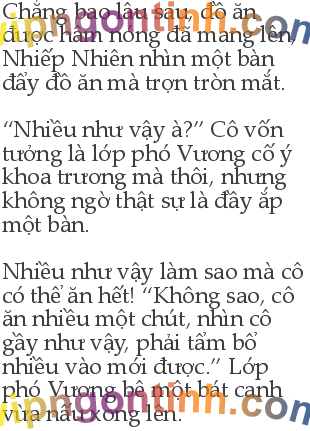 Chẳng bao lâu sau, đồ ăn
được hâm nóng đã mang lên,
Nhiếp Nhiên nhìn một bàn
đẩy đồ ăn mà trợn tròn mắt.
“Nhiều như vậy à?” Cô vốn
tưởng là lớp phó Vương cố ý
khoa trương mà thôi, nhưng
không ngờ thật sự là đầy ắp
một bàn.
Nhiều như vậy làm sao mà cô
có thể ăn hết! “Không sao, cô
ăn nhiều một chút, nhìn cô
gầy như vậy, phải tẩm bổ
nhiều vào mới được.” Lớp
phó Vương bê một bát canh
vừa nấu xong lên.
vipngontinh.com
vipngontinh.com